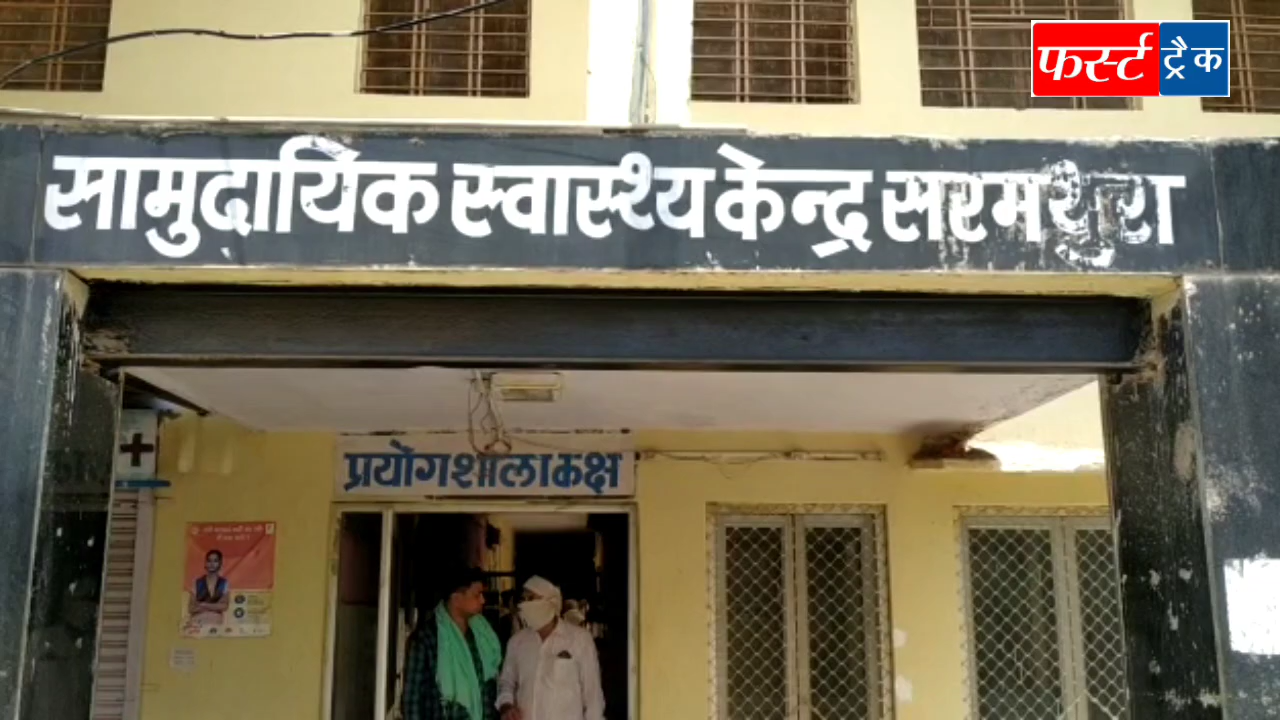 फर्स्ट ट्रैक
सामुदायिक स्वास्थ्य केन्द्र सरमथुरा
प्रयोगशाला कक्ष